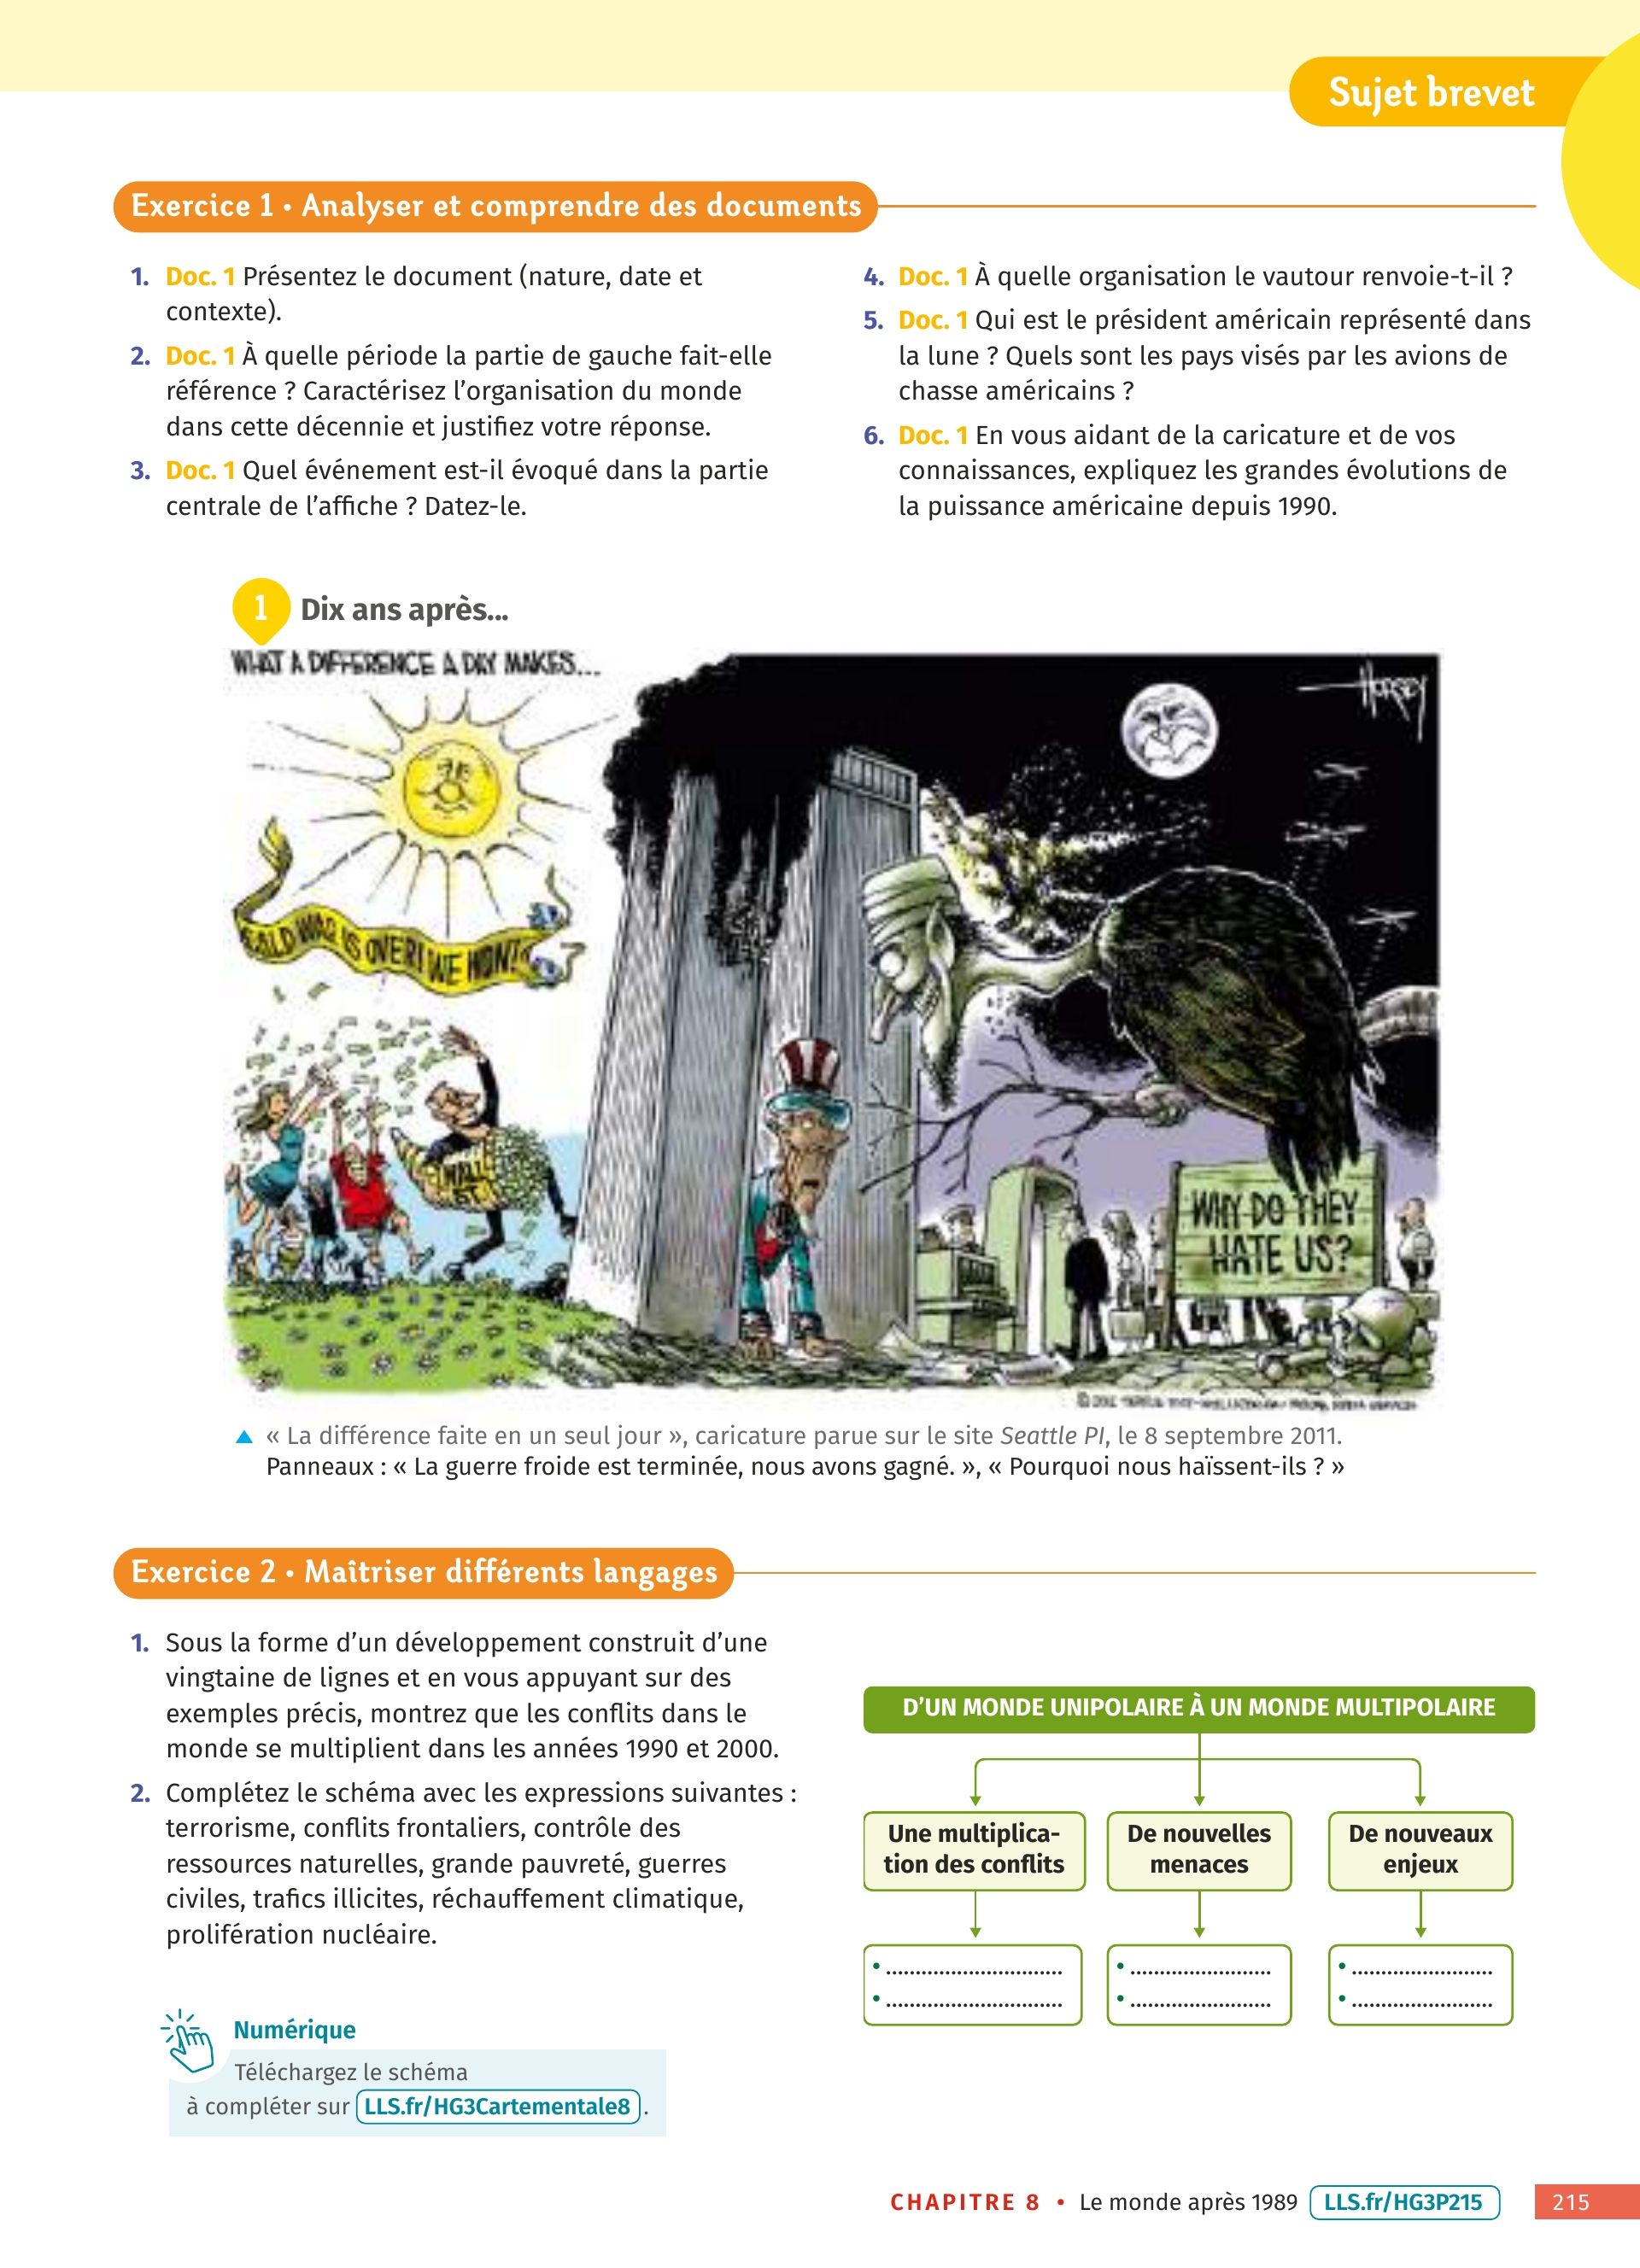 Sujet brevet
Exercice 1 • Analyser et comprendre des documents
1. Doc. 1 Présentez le document (nature, date et
contexte).
2. Doc. 1 À quelle période la partie de gauche fait-elle
référence ? Caractérisez l'organisation du monde
dans cette décennie et justifiez votre réponse.
3. Doc. 1 Quel événement est-il évoqué dans la partie
centrale de l'affiche ? Datez-le.
4. Doc. 1 À quelle organisation le vautour renvoie-t-il ?
5. Doc. 1 Qui est le président américain représenté dans
la lune ? Quels sont les pays visés par les avions de
chasse américains ?
6. Doc. 1 En vous aidant de la caricature et de vos
connaissances, expliquez les grandes évolutions de
la puissance américaine depuis 1990.
1 Dix ans après...
WHAT A DIFFERENCE A DAY MAKES...
HORSEY
COLD WAR IS OVER! WE WON!
WALL ST.
WHY DO THEY
HATE US?
▲ « La différence faite en un seul jour », caricature parue sur le site Seattle PI, le 8 septembre 2011.
Panneaux : « La guerre froide est terminée, nous avons gagné. », « Pourquoi nous haïssent-ils ? »
Exercice 2 • Maîtriser différents langages
1. Sous la forme d'un développement construit d'une
vingtaine de lignes et en vous appuyant sur des
exemples précis, montrez que les conflits dans le
monde se multiplient dans les années 1990 et 2000.
2. Complétez le schéma avec les expressions suivantes :
terrorisme, conflits frontaliers, contrôle des
ressources naturelles, grande pauvreté, guerres
civiles, trafics illicites, réchauffement climatique,
prolifération nucléaire.
D'UN MONDE UNIPOLAIRE À UN MONDE MULTIPOLAIRE
Une multiplica-
tion des conflits
De nouvelles
menaces
De nouveaux
enjeux
• ..............................
• ..............................
• ........................
• ........................
• ........................
• ........................
Numérique
Téléchargez le schéma
à compléter sur LLS.fr/HG3Cartementale8 .
CHAPITRE 8 • Le monde après 1989 LLS.fr/HG3P215 215